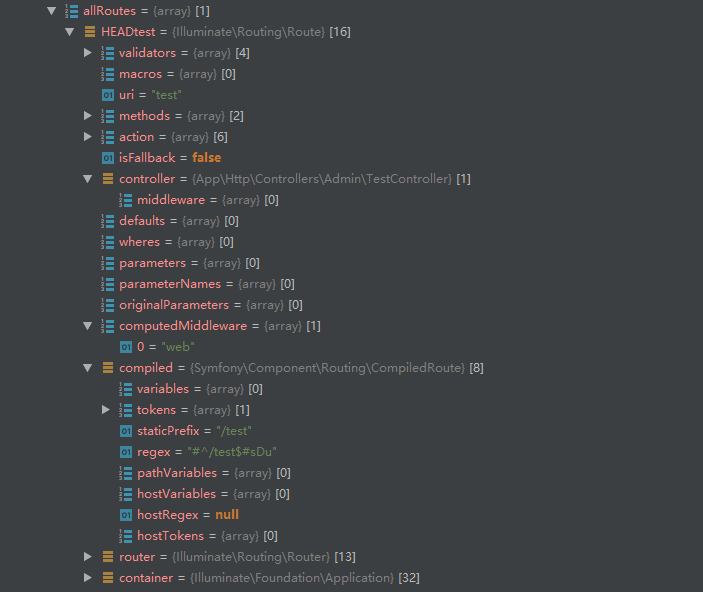 allRoutes = {array} [1]
HEADtest = {Illuminate\Routing\Route} [16]
validators = {array} [4]
macros = {array} [0]
uri = "test"
methods = {array} [2]
action = {array} [6]
isFallback = false
controller = {App\Http\Controllers\Admin\TestController} [1]
middleware = {array} [0]
defaults = {array} [0]
wheres = {array} [0]
parameters = {array} [0]
parameterNames = {array} [0]
originalParameters = {array} [0]
computedMiddleware = {array} [1]
0 = "web"
compiled = {Symfony\Component\Routing\CompiledRoute} [8]
variables = {array} [0]
tokens = {array} [1]
staticPrefix = "/test"
regex = "#^/test$#sDu"
pathVariables = {array} [0]
hostVariables = {array} [0]
hostRegex = null
hostTokens = {array} [0]
router = {Illuminate\Routing\Router} [13]
container = {Illuminate\Foundation\Application} [32]